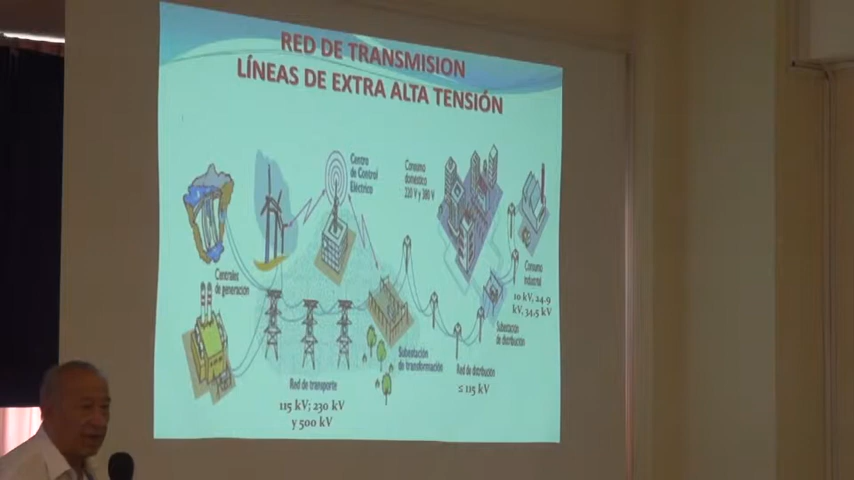 RED DE TRANSMISION
LÍNEAS DE EXTRA ALTA TENSIÓN
Centro
de Control
Eléctrico
Consumo
doméstico
220 V y 380 V
Centrales
de generación
Consumo
industrial
10 kV, 24.9
kV, 34.5 kV
Subestación
de distribución
Subestación
de transformación
Red de distribución
≤ 115 kV
Red de transporte
115 kV; 230 kV
y 500 kV